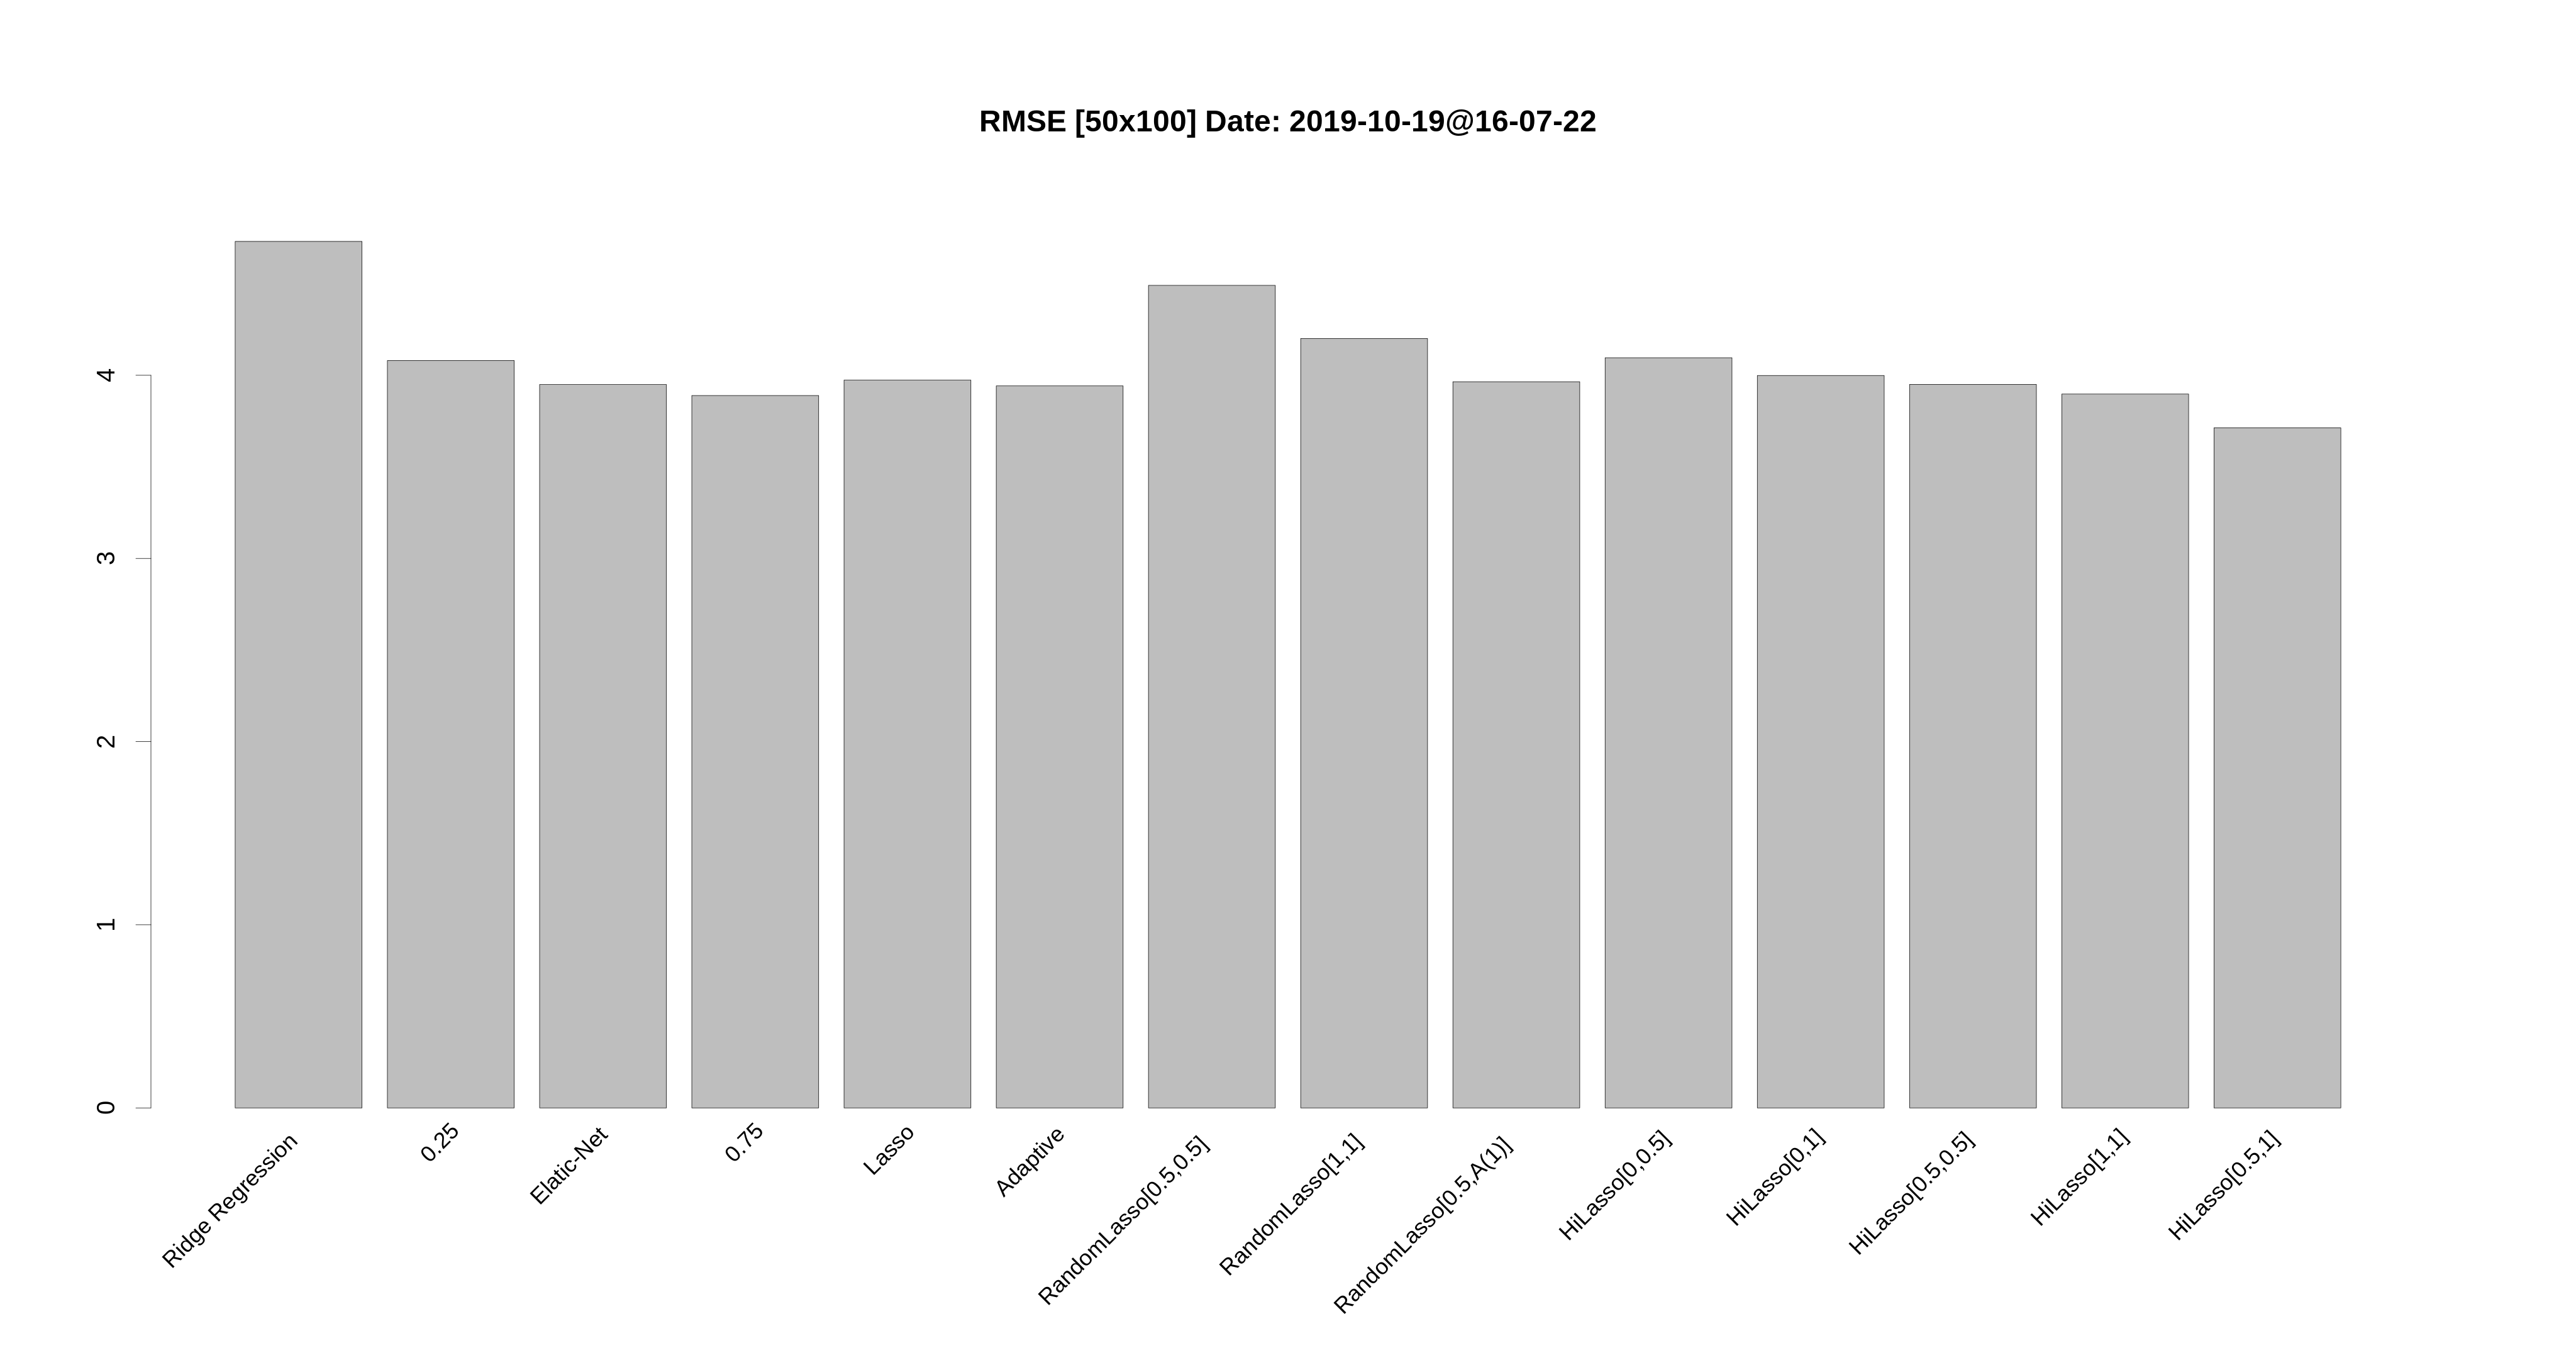 RMSE [50x100] Date: 2019-10-19@16-07-22
4
3
2
1
0
Ridge Regression
0.25
Elatic-Net
0.75
Lasso
Adaptive
RandomLasso[0.5,0.5]
RandomLasso[1,1]
RandomLasso[0.5,A(1)]
HiLasso[0,0.5]
HiLasso[0,1]
HiLasso[0.5,0.5]
HiLasso[1,1]
HiLasso[0.5,1]